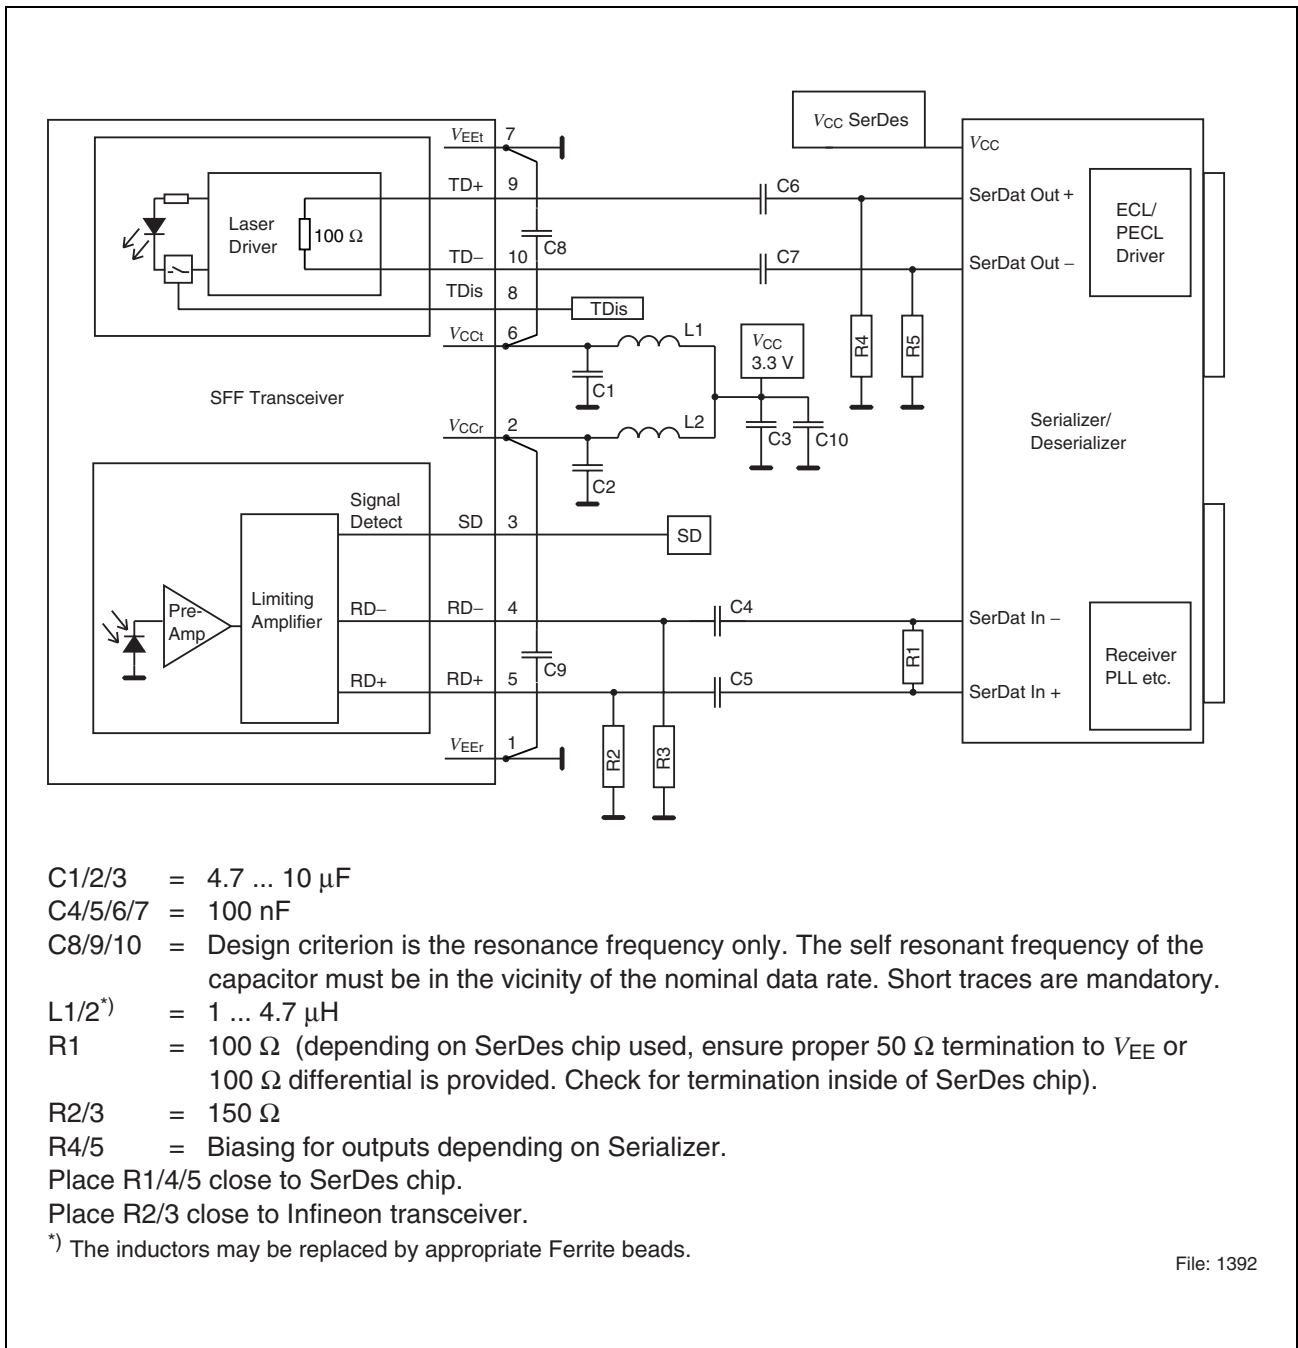 V_EEt 7
V_CC SerDes
V_CC
TD+ 9
C6
SerDat Out +
Laser
Driver
100 Ω
C8
ECL/
PECL
Driver
TD− 10
C7
SerDat Out −
TDis 8
TDis
V_CCt 6
L1
V_CC
3.3 V
R4
R5
C1
SFF Transceiver
V_CCr 2
L2
C3
C10
Serializer/
Deserializer
C2
Signal
Detect
SD 3
SD
Pre-
Amp
Limiting
Amplifier
RD−
RD− 4
C4
SerDat In −
R1
C9
Receiver
PLL etc.
RD+
RD+ 5
C5
SerDat In +
V_EEr 1
R2
R3
C1/2/3 = 4.7 ... 10 μF
C4/5/6/7 = 100 nF
C8/9/10 = Design criterion is the resonance frequency only. The self resonant frequency of the
capacitor must be in the vicinity of the nominal data rate. Short traces are mandatory.
L1/2*) = 1 ... 4.7 μH
R1 = 100 Ω (depending on SerDes chip used, ensure proper 50 Ω termination to V_EE or
100 Ω differential is provided. Check for termination inside of SerDes chip).
R2/3 = 150 Ω
R4/5 = Biasing for outputs depending on Serializer.
Place R1/4/5 close to SerDes chip.
Place R2/3 close to Infineon transceiver.
*) The inductors may be replaced by appropriate Ferrite beads.
File: 1392